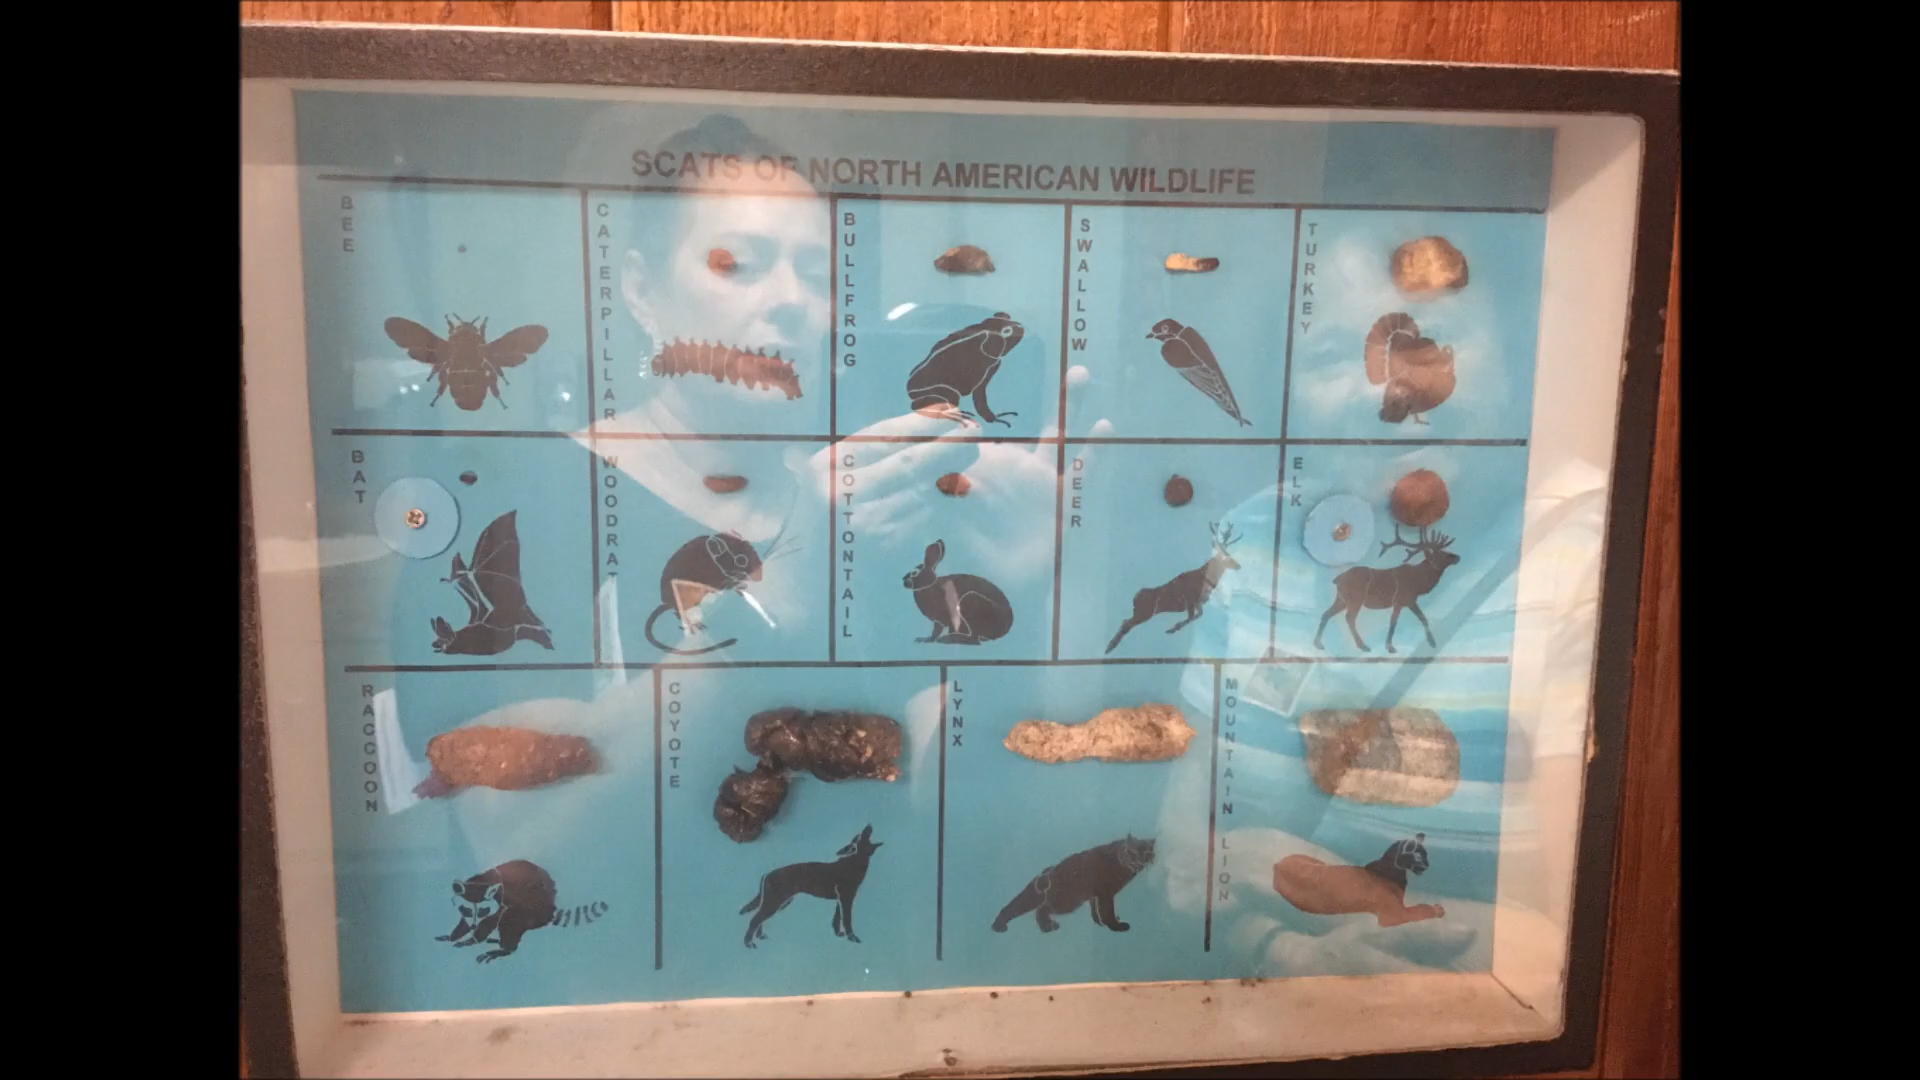 SCATS OF NORTH AMERICAN WILDLIFE
BEE
CATERPILLAR
BULLFROG
SWALLOW
TURKEY
BAT
WOODRAT
COTTONTAIL
DEER
ELK
RACCOON
COYOTE
LYNX
MOUNTAIN LION